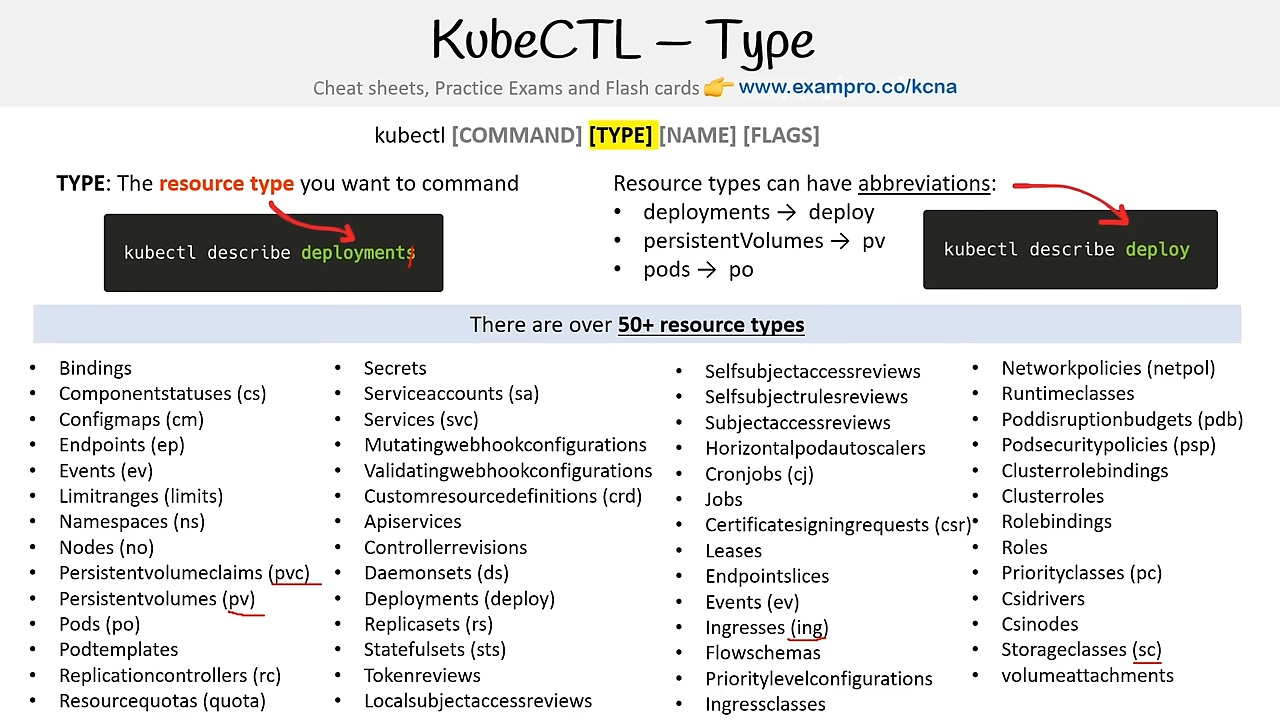 KubeCTL – Type
Cheat sheets, Practice Exams and Flash cards 👉 www.exampro.co/kcna
kubectl [COMMAND] [TYPE] [NAME] [FLAGS]
TYPE: The resource type you want to command
kubectl describe deployments
Resource types can have abbreviations:
• deployments → deploy
• persistentVolumes → pv
• pods → po
kubectl describe deploy
There are over 50+ resource types
• Bindings
• Componentstatuses (cs)
• Configmaps (cm)
• Endpoints (ep)
• Events (ev)
• Limitranges (limits)
• Namespaces (ns)
• Nodes (no)
• Persistentvolumeclaims (pvc)
• Persistentvolumes (pv)
• Pods (po)
• Podtemplates
• Replicationcontrollers (rc)
• Resourcequotas (quota)
• Secrets
• Serviceaccounts (sa)
• Services (svc)
• Mutatingwebhookconfigurations
• Validatingwebhookconfigurations
• Customresourcedefinitions (crd)
• Apiservices
• Controllerrevisions
• Daemonsets (ds)
• Deployments (deploy)
• Replicasets (rs)
• Statefulsets (sts)
• Tokenreviews
• Localsubjectaccessreviews
• Selfsubjectaccessreviews
• Selfsubjectrulesreviews
• Subjectaccessreviews
• Horizontalpodautoscalers
• Cronjobs (cj)
• Jobs
• Certificatesigningrequests (csr)
• Leases
• Endpointslices
• Events (ev)
• Ingresses (ing)
• Flowschemas
• Prioritylevelconfigurations
• Ingressclasses
• Networkpolicies (netpol)
• Runtimeclasses
• Poddisruptionbudgets (pdb)
• Podsecuritypolicies (psp)
• Clusterrolebindings
• Clusterroles
• Rolebindings
• Roles
• Priorityclasses (pc)
• Csidrivers
• Csinodes
• Storageclasses (sc)
• volumeattachments